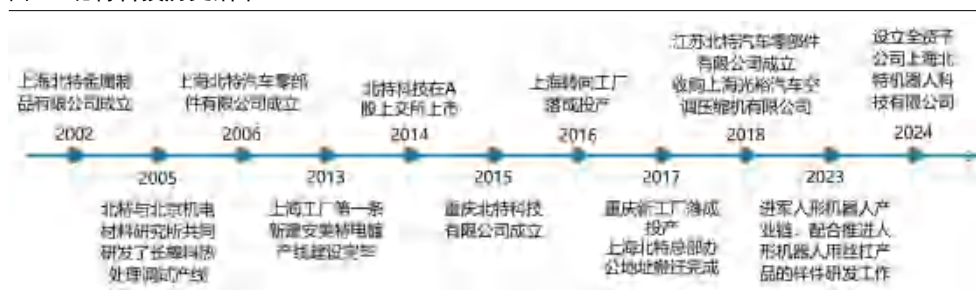 上海北特金属制
品有限公司成立
2002
2005
北特与北京机电
材料研究所共同
研发了长棒料热
处理调试产线
上海北特汽车零部
件有限公司成立
2006
2013
上海工厂第一条
新建安美特电镀
产线建设完毕
北特科技在A
股上交所上市
2014
2015
重庆北特科技
有限公司成立
上海转向工厂
落成投产
2016
2017
重庆新工厂落成
投产
上海北特总部办
公地址搬迁完成
江苏北特汽车零部件
有限公司成立
收购上海光裕汽车空
调压缩机有限公司
2018
2023
进军人形机器人产
业链，配合推进人
形机器人用丝杠产
品的样件研发工作
设立全资子
公司上海北
特机器人科
技有限公司
2024